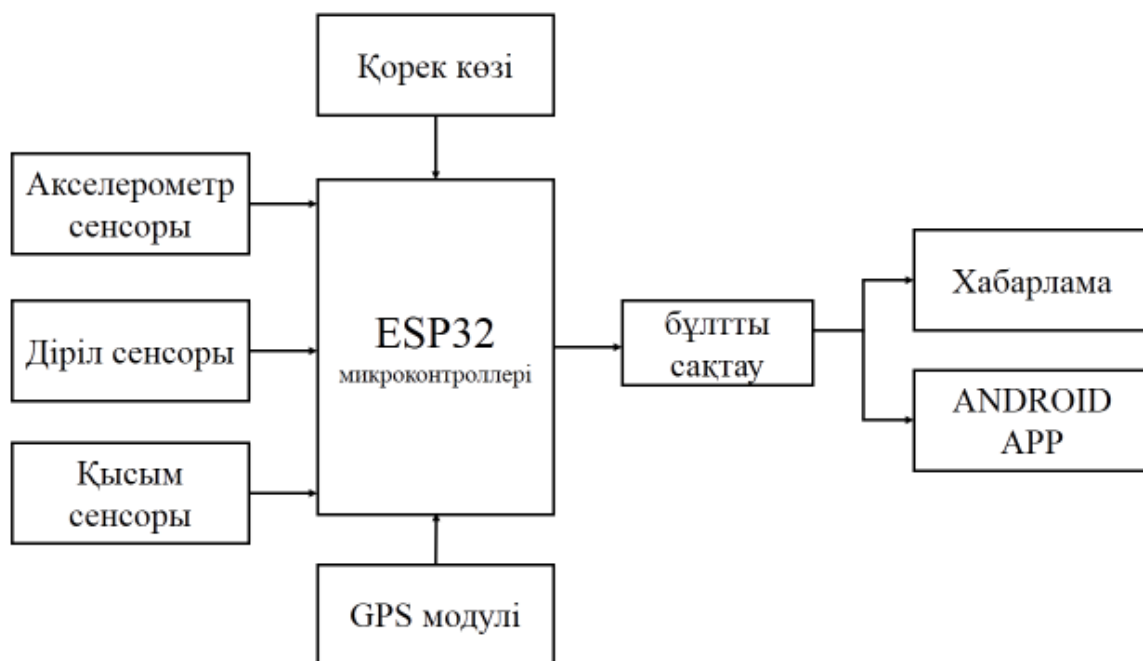 Қорек көзі
Акселерометр
сенсоры
Діріл сенсоры
Қысым
сенсоры
ESP32
микроконтроллері
GPS модулі
бұлтты
сақтау
Хабарлама
ANDROID
APP